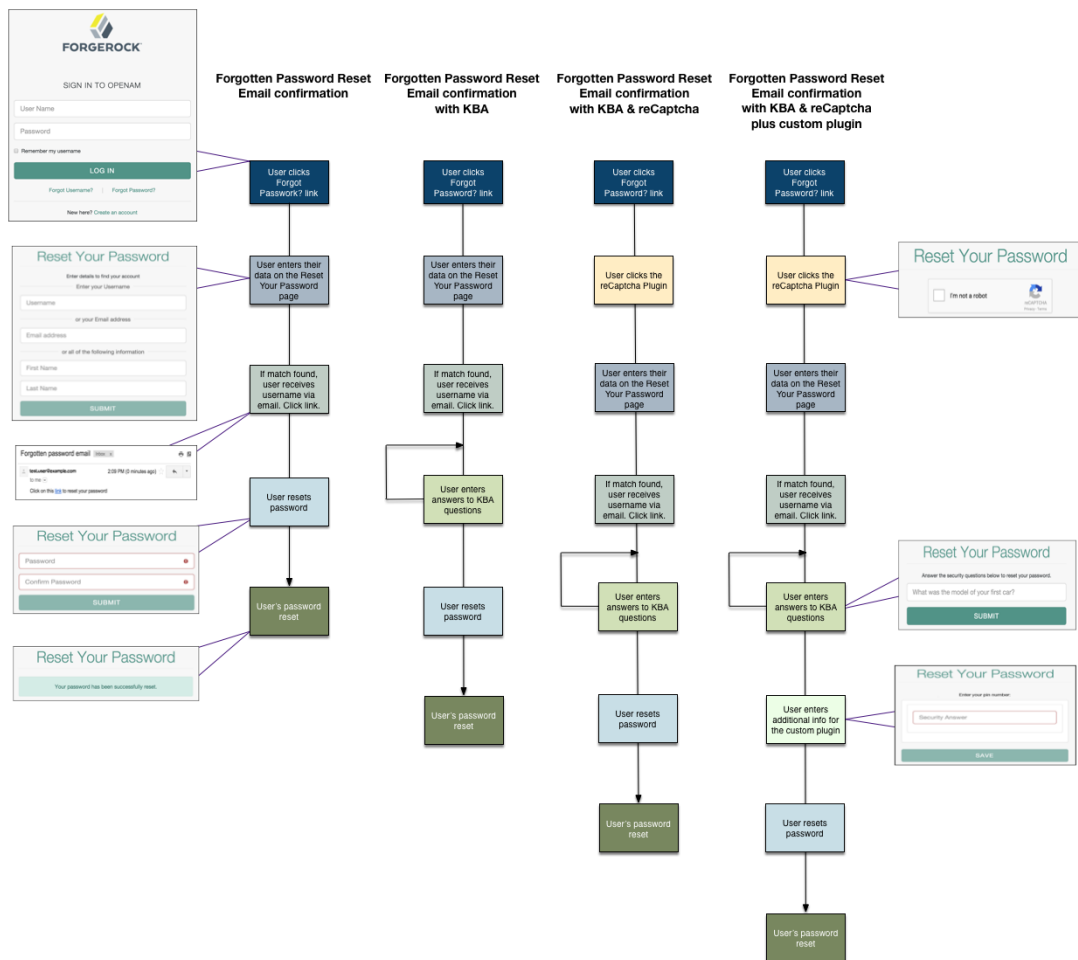 FORGEROCK
SIGN IN TO OPENAM
User Name
Password
Remember my username
LOG IN
Forgot Username?
Forgot Password?
New here? Create an account
Reset Your Password
Enter details to find your account
Enter your Username
Username
or your Email address
Email address
or all of the following information
First Name
Last Name
SUBMIT
Forgotten password email
Inbox x
test.user@example.com
2:09 PM (0 minutes ago)
to me
Click on this link to reset your password
Reset Your Password
Password
Confirm Password
SUBMIT
Reset Your Password
Your password has been successfully reset.
Forgotten Password Reset
Email confirmation
User clicks
Forgot
Passwork? link
User enters their
data on the Reset
Your Password
page
If match found,
user receives
username via
email. Click link.
User resets
password
User's password
reset
Forgotten Password Reset
Email confirmation
with KBA
User clicks
Forgot
Password? link
User enters their
data on the Reset
Your Password
page
If match found,
user receives
username via
email. Click link.
User enters
answers to KBA
questions
User resets
password
User's password
reset
Forgotten Password Reset
Email confirmation
with KBA & reCaptcha
User clicks
Forgot
Password? link
User clicks the
reCaptcha Plugin
User enters their
data on the Reset
Your Password
page
If match found,
user receives
username via
email. Click link.
User enters
answers to KBA
questions
User resets
password
User's password
reset
Forgotten Password Reset
Email confirmation
with KBA & reCaptcha
plus custom plugin
User clicks
Forgot
Password? link
User clicks the
reCaptcha Plugin
User enters their
data on the Reset
Your Password
page
If match found,
user receives
username via
email. Click link.
User enters
answers to KBA
questions
User enters
additional info for
the custom plugin
User resets
password
User's password
reset
Reset Your Password
I'm not a robot
reCAPTCHA
Privacy Terms
Reset Your Password
Answer the security questions below to reset your password.
What was the model of your first car?
SUBMIT
Reset Your Password
Enter your pin number:
Security Answer
SAVE